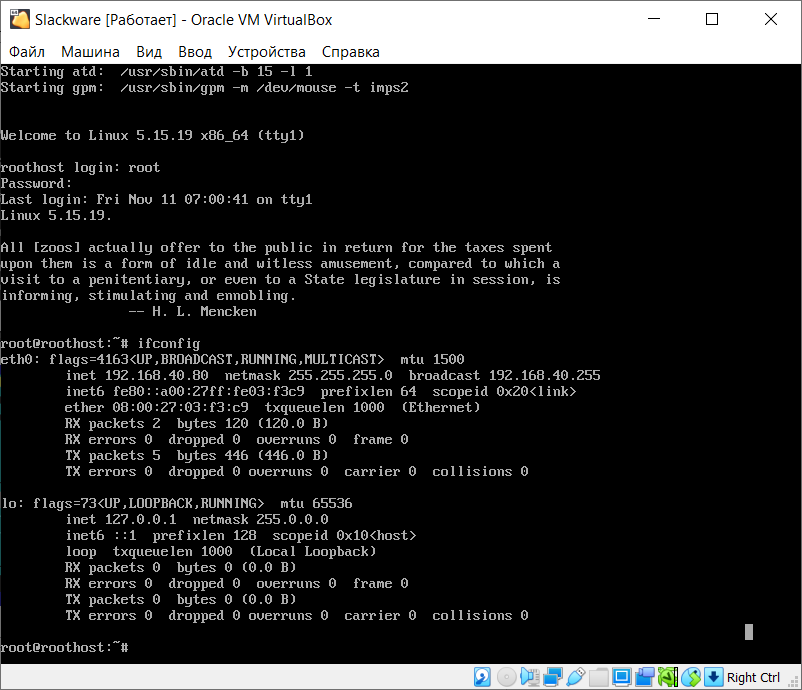 Slackware [Работает] - Oracle VM VirtualBox
Файл Машина Вид Ввод Устройства Справка
Starting atd:  /usr/sbin/atd -b 15 -l 1
Starting gpm:  /usr/sbin/gpm -m /dev/mouse -t imps2
Welcome to Linux 5.15.19 x86_64 (tty1)
roothost login: root
Password:
Last login: Fri Nov 11 07:00:41 on tty1
Linux 5.15.19.
All [zoos] actually offer to the public in return for the taxes spent
upon them is a form of idle and witless amusement, compared to which a
visit to a penitentiary, or even to a State legislature in session, is
informing, stimulating and ennobling.
                -- H. L. Mencken
root@roothost:~# ifconfig
eth0: flags=4163<UP,BROADCAST,RUNNING,MULTICAST>  mtu 1500
        inet 192.168.40.80  netmask 255.255.255.0  broadcast 192.168.40.255
        inet6 fe80::a00:27ff:fe03:f3c9  prefixlen 64  scopeid 0x20<link>
        ether 08:00:27:03:f3:c9  txqueuelen 1000  (Ethernet)
        RX packets 2  bytes 120 (120.0 B)
        RX errors 0  dropped 0  overruns 0  frame 0
        TX packets 5  bytes 446 (446.0 B)
        TX errors 0  dropped 0 overruns 0  carrier 0  collisions 0
lo: flags=73<UP,LOOPBACK,RUNNING>  mtu 65536
        inet 127.0.0.1  netmask 255.0.0.0
        inet6 ::1  prefixlen 128  scopeid 0x10<host>
        loop  txqueuelen 1000  (Local Loopback)
        RX packets 0  bytes 0 (0.0 B)
        RX errors 0  dropped 0  overruns 0  frame 0
        TX packets 0  bytes 0 (0.0 B)
        TX errors 0  dropped 0 overruns 0  carrier 0  collisions 0
root@roothost:~#
Right Ctrl